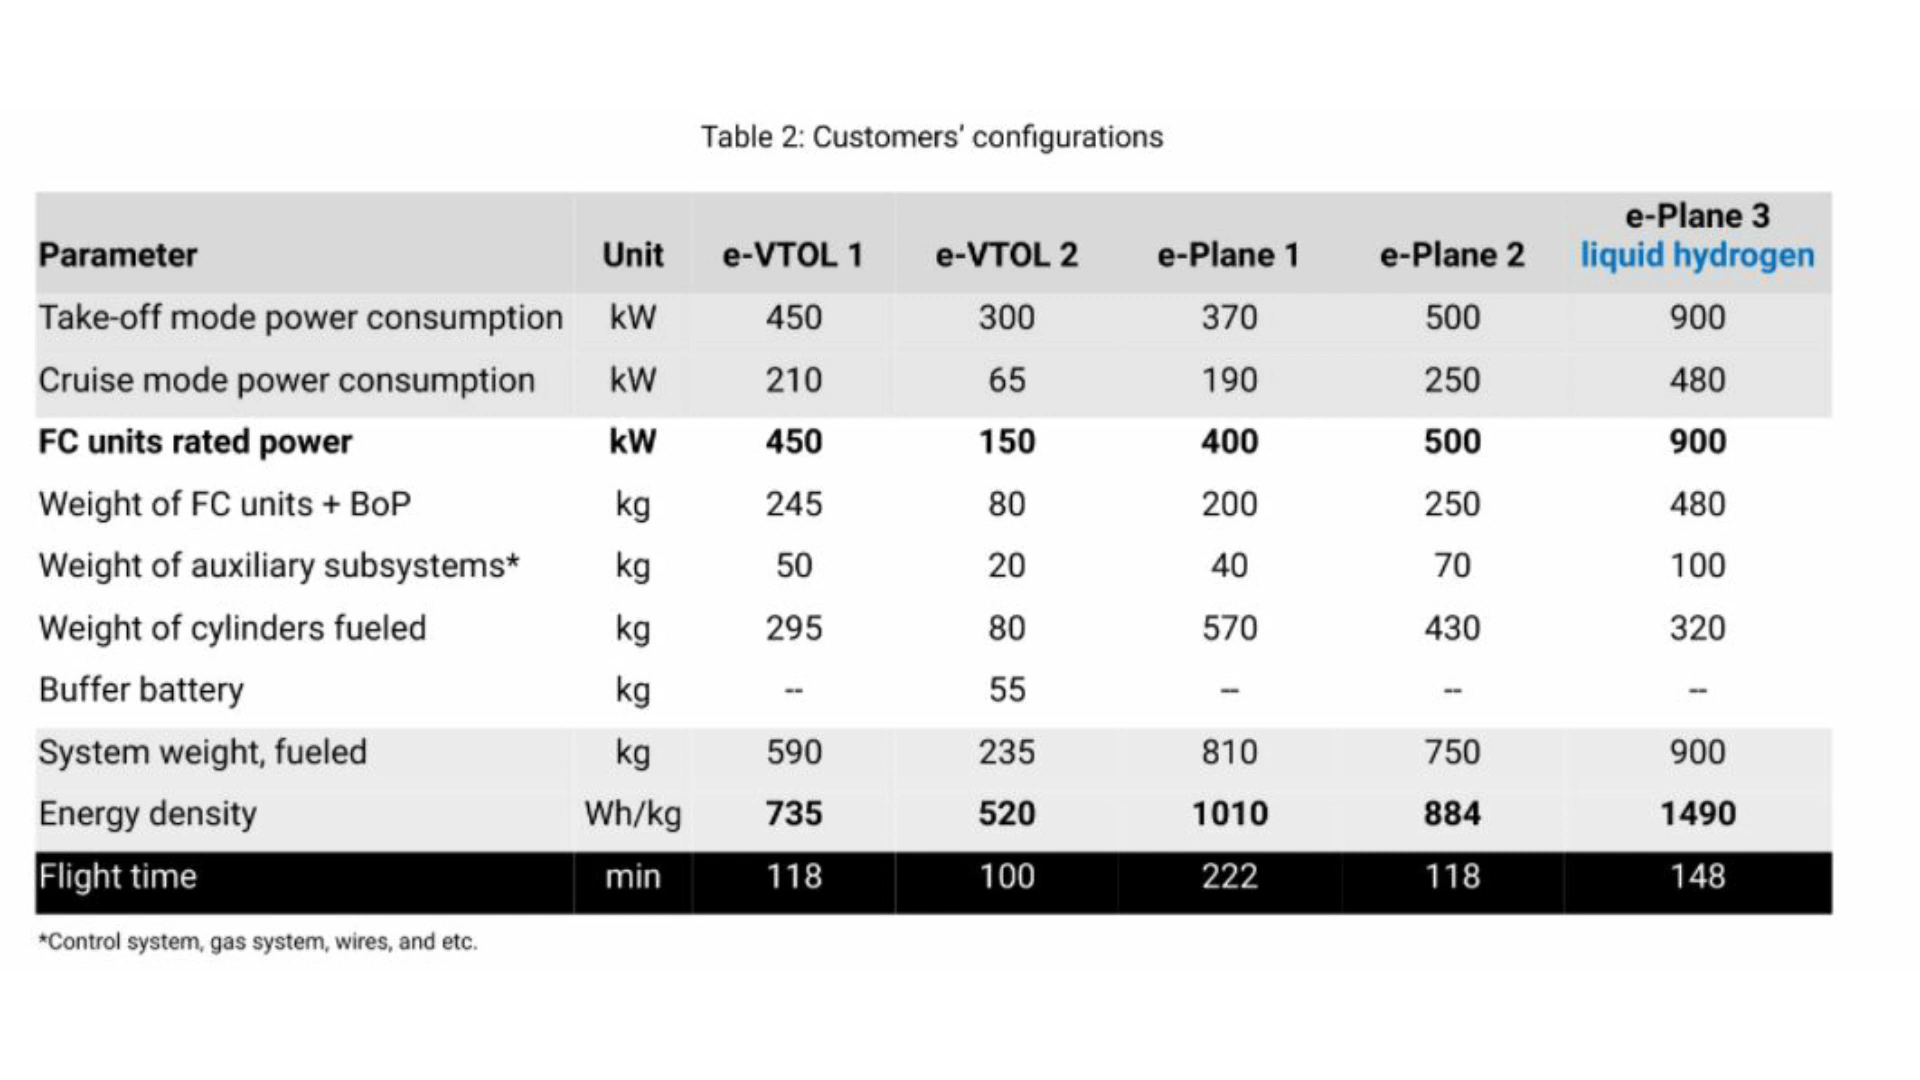 Table 2: Customers' configurations
Parameter Unit e-VTOL 1 e-VTOL 2 e-Plane 1 e-Plane 2 e-Plane 3 liquid hydrogen
Take-off mode power consumption kW 450 300 370 500 900
Cruise mode power consumption kW 210 65 190 250 480
FC units rated power kW 450 150 400 500 900
Weight of FC units + BoP kg 245 80 200 250 480
Weight of auxiliary subsystems* kg 50 20 40 70 100
Weight of cylinders fueled kg 295 80 570 430 320
Buffer battery kg -- 55 -- -- --
System weight, fueled kg 590 235 810 750 900
Energy density Wh/kg 735 520 1010 884 1490
Flight time min 118 100 222 118 148
*Control system, gas system, wires, and etc.